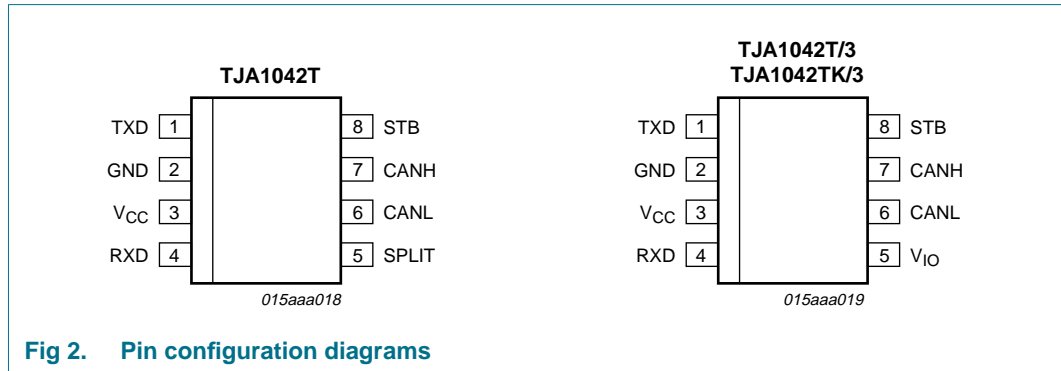 TJA1042T
TXD 1 8 STB
GND 2 7 CANH
VCC 3 6 CANL
RXD 4 5 SPLIT
015aaa018
TJA1042T/3
TJA1042TK/3
TXD 1 8 STB
GND 2 7 CANH
VCC 3 6 CANL
RXD 4 5 VIO
015aaa019
Fig 2. Pin configuration diagrams